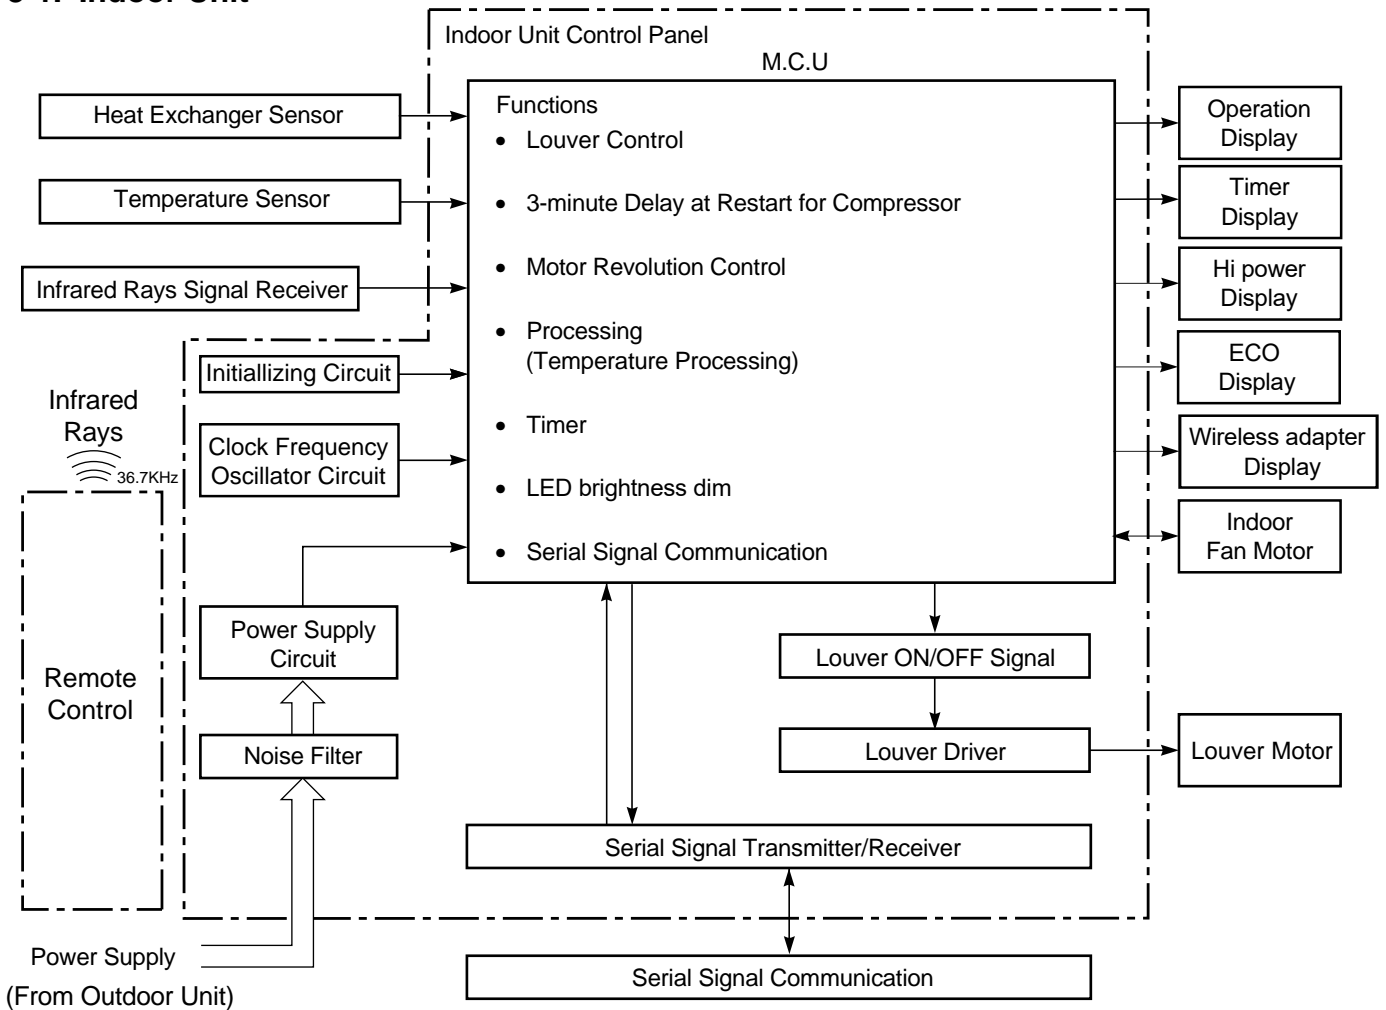 Indoor Unit
Indoor Unit Control Panel
M.C.U
Heat Exchanger Sensor
Temperature Sensor
Infrared Rays Signal Receiver
Initiallizing Circuit
Clock Frequency
Oscillator Circuit
Infrared
Rays
36.7KHz
Remote
Control
Power Supply
Circuit
Noise Filter
Power Supply
(From Outdoor Unit)
Functions
• Louver Control
• 3-minute Delay at Restart for Compressor
• Motor Revolution Control
• Processing
(Temperature Processing)
• Timer
• LED brightness dim
• Serial Signal Communication
Louver ON/OFF Signal
Louver Driver
Serial Signal Transmitter/Receiver
Serial Signal Communication
Operation
Display
Timer
Display
Hi power
Display
ECO
Display
Wireless adapter
Display
Indoor
Fan Motor
Louver Motor